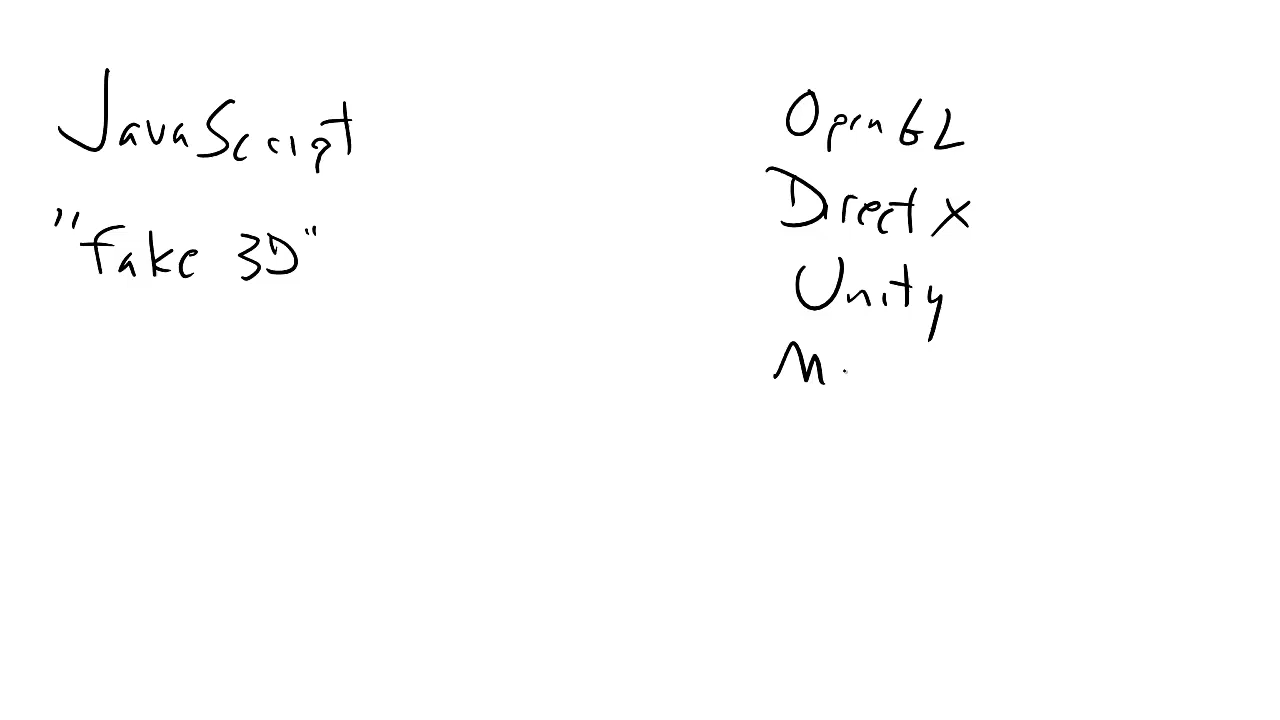 JavaScript
"fake 3D"
OpenGL
DirectX
Unity
M